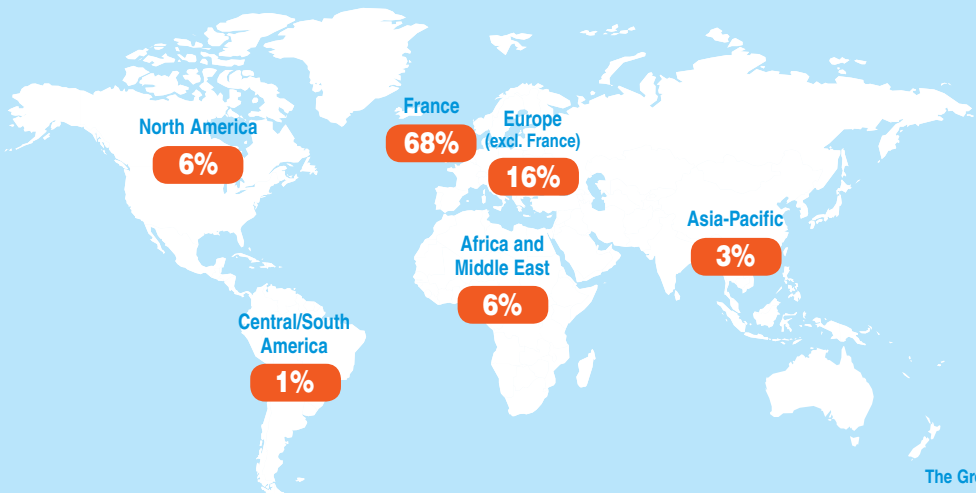 North America
6%
France
68%
Europe
(excl. France)
16%
Asia-Pacific
3%
Africa and
Middle East
6%
Central/South
America
1%
The